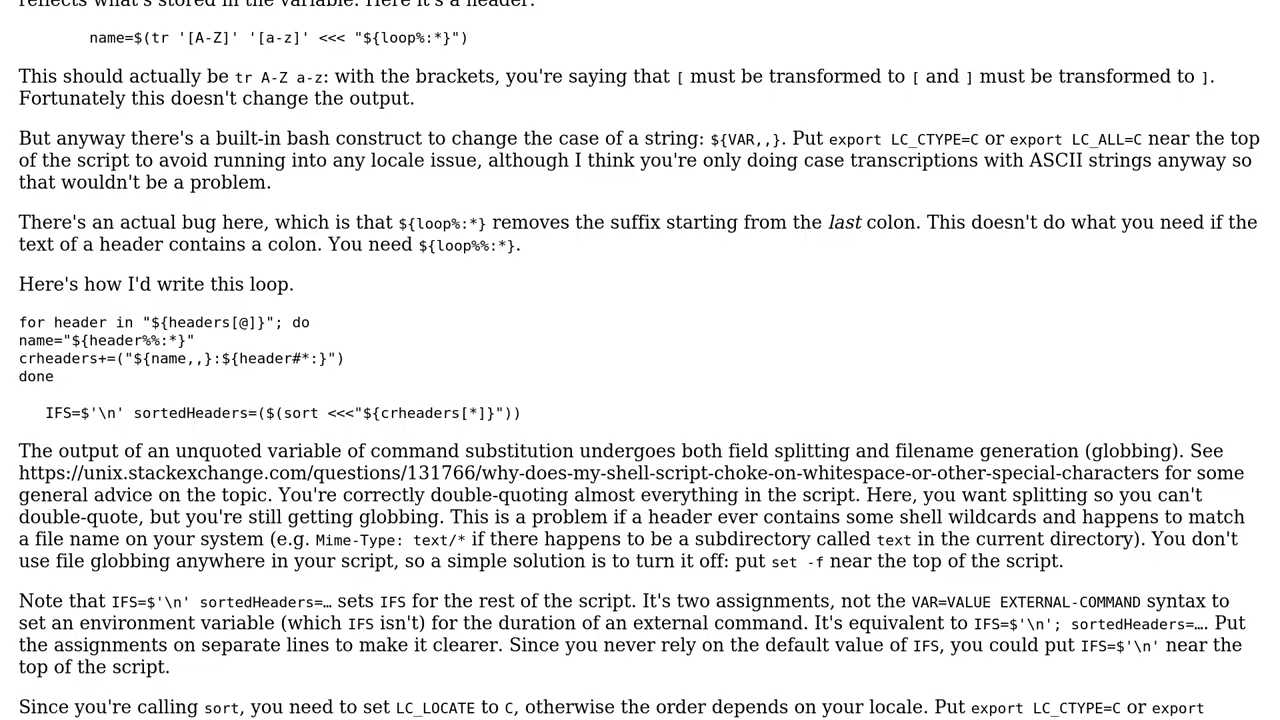 reflects what's stored in the variable. Here it's a header.
name=$(tr '[A-Z]' '[a-z]' <<< "${loop%:*}")
This should actually be tr A-Z a-z: with the brackets, you're saying that [ must be transformed to [ and ] must be transformed to ].
Fortunately this doesn't change the output.
But anyway there's a built-in bash construct to change the case of a string: ${VAR,,}. Put export LC_CTYPE=C or export LC_ALL=C near the top
of the script to avoid running into any locale issue, although I think you're only doing case transcriptions with ASCII strings anyway so
that wouldn't be a problem.
There's an actual bug here, which is that ${loop%:*} removes the suffix starting from the last colon. This doesn't do what you need if the
text of a header contains a colon. You need ${loop%%:*}.
Here's how I'd write this loop.
for header in "${headers[@]}"; do
name="${header%%:*}"
crheaders+=("${name,,}:${header#*:}")
done
IFS=$'\n' sortedHeaders=($(sort <<<"${crheaders[*]}"))
The output of an unquoted variable of command substitution undergoes both field splitting and filename generation (globbing). See
https://unix.stackexchange.com/questions/131766/why-does-my-shell-script-choke-on-whitespace-or-other-special-characters for some
general advice on the topic. You're correctly double-quoting almost everything in the script. Here, you want splitting so you can't
double-quote, but you're still getting globbing. This is a problem if a header ever contains some shell wildcards and happens to match
a file name on your system (e.g. Mime-Type: text/* if there happens to be a subdirectory called text in the current directory). You don't
use file globbing anywhere in your script, so a simple solution is to turn it off: put set -f near the top of the script.
Note that IFS=$'\n' sortedHeaders=… sets IFS for the rest of the script. It's two assignments, not the VAR=VALUE EXTERNAL-COMMAND syntax to
set an environment variable (which IFS isn't) for the duration of an external command. It's equivalent to IFS=$'\n'; sortedHeaders=…. Put
the assignments on separate lines to make it clearer. Since you never rely on the default value of IFS, you could put IFS=$'\n' near the
top of the script.
Since you're calling sort, you need to set LC_LOCATE to C, otherwise the order depends on your locale. Put export LC_CTYPE=C or export